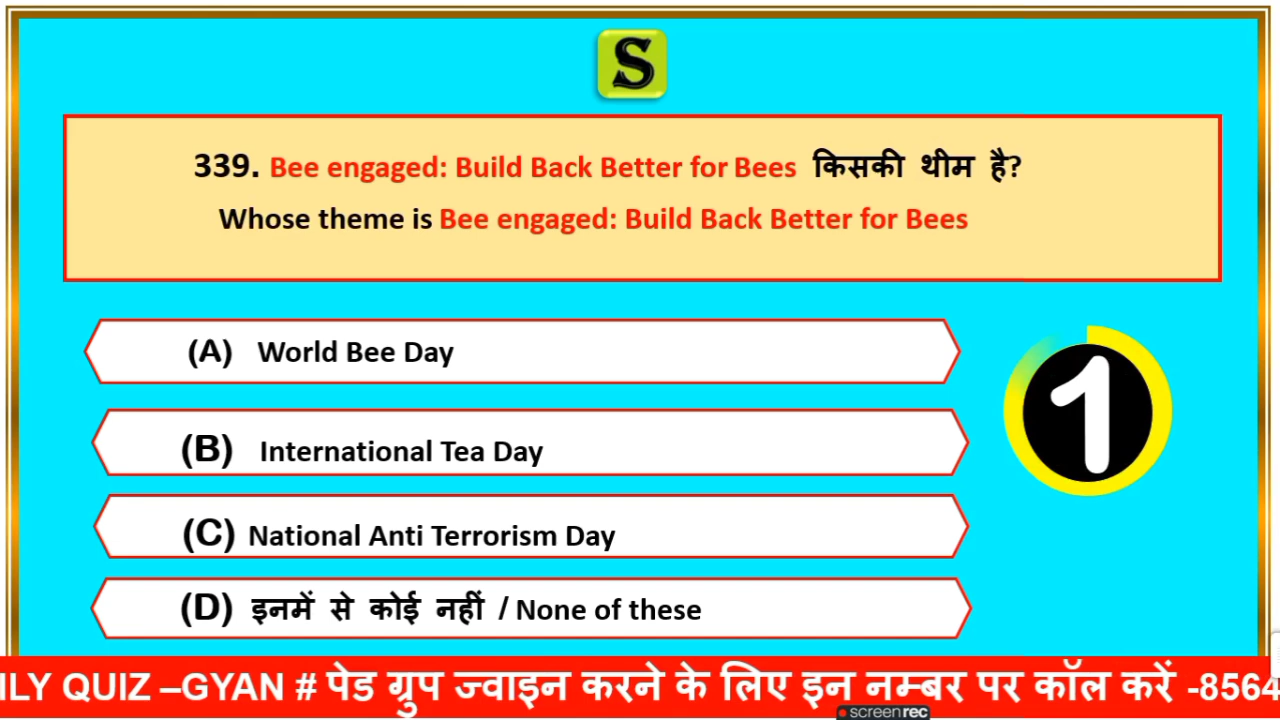 S
339. Bee engaged: Build Back Better for Bees किसकी थीम है?
Whose theme is Bee engaged: Build Back Better for Bees
(A) World Bee Day
(B) International Tea Day
(C) National Anti Terrorism Day
(D) इनमें से कोई नहीं / None of these
1
ILY QUIZ –GYAN # पेड ग्रुप ज्वाइन करने के लिए इन नम्बर पर कॉल करें -8564
screenrec